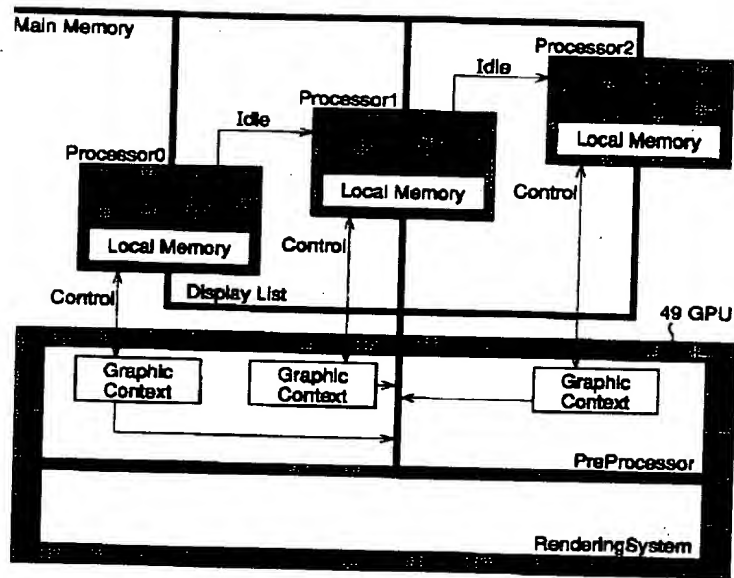 Main Memory
Processor2
Idle
Processor1
Idle
Local Memory
Processor0
Local Memory
Control
Control
Local Memory
Control
Display List
49 GPU
Graphic
Context
Graphic
Context
Graphic
Context
PreProcessor
RenderingSystem